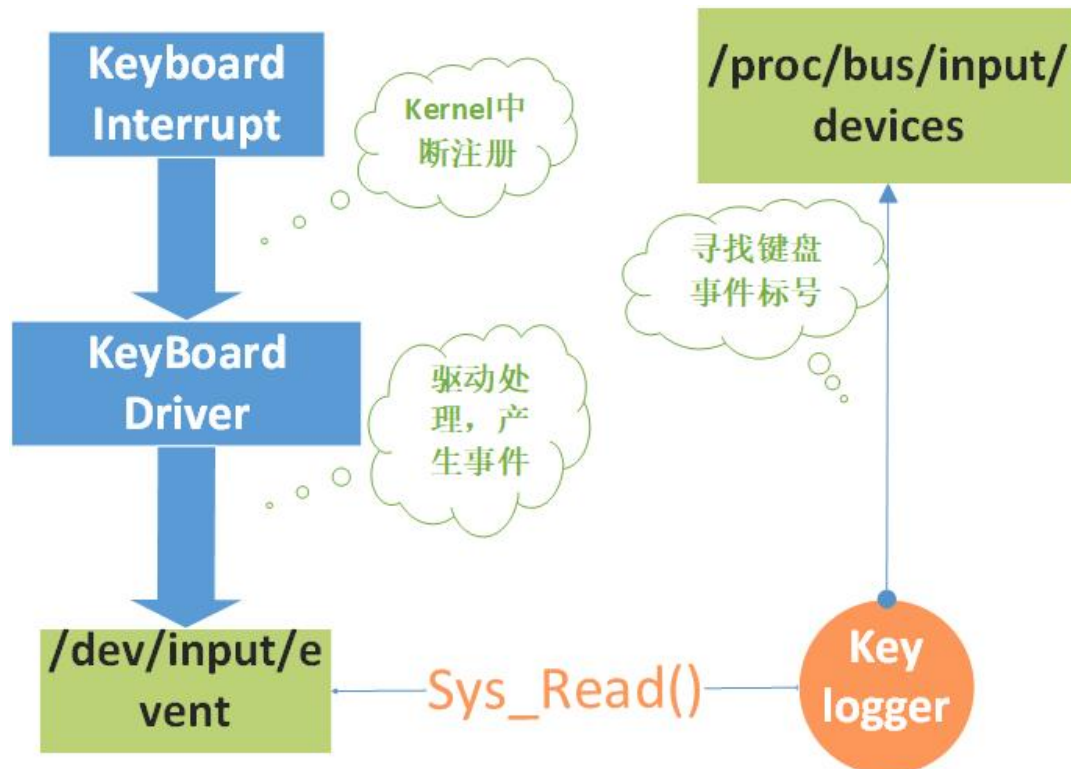 Keyboard
Interrupt
Kernel中
断注册
/proc/bus/input/
devices
寻找键盘
事件标号
KeyBoard
Driver
驱动处
理，产
生事件
/dev/input/e
vent
Sys_Read()
Key
logger